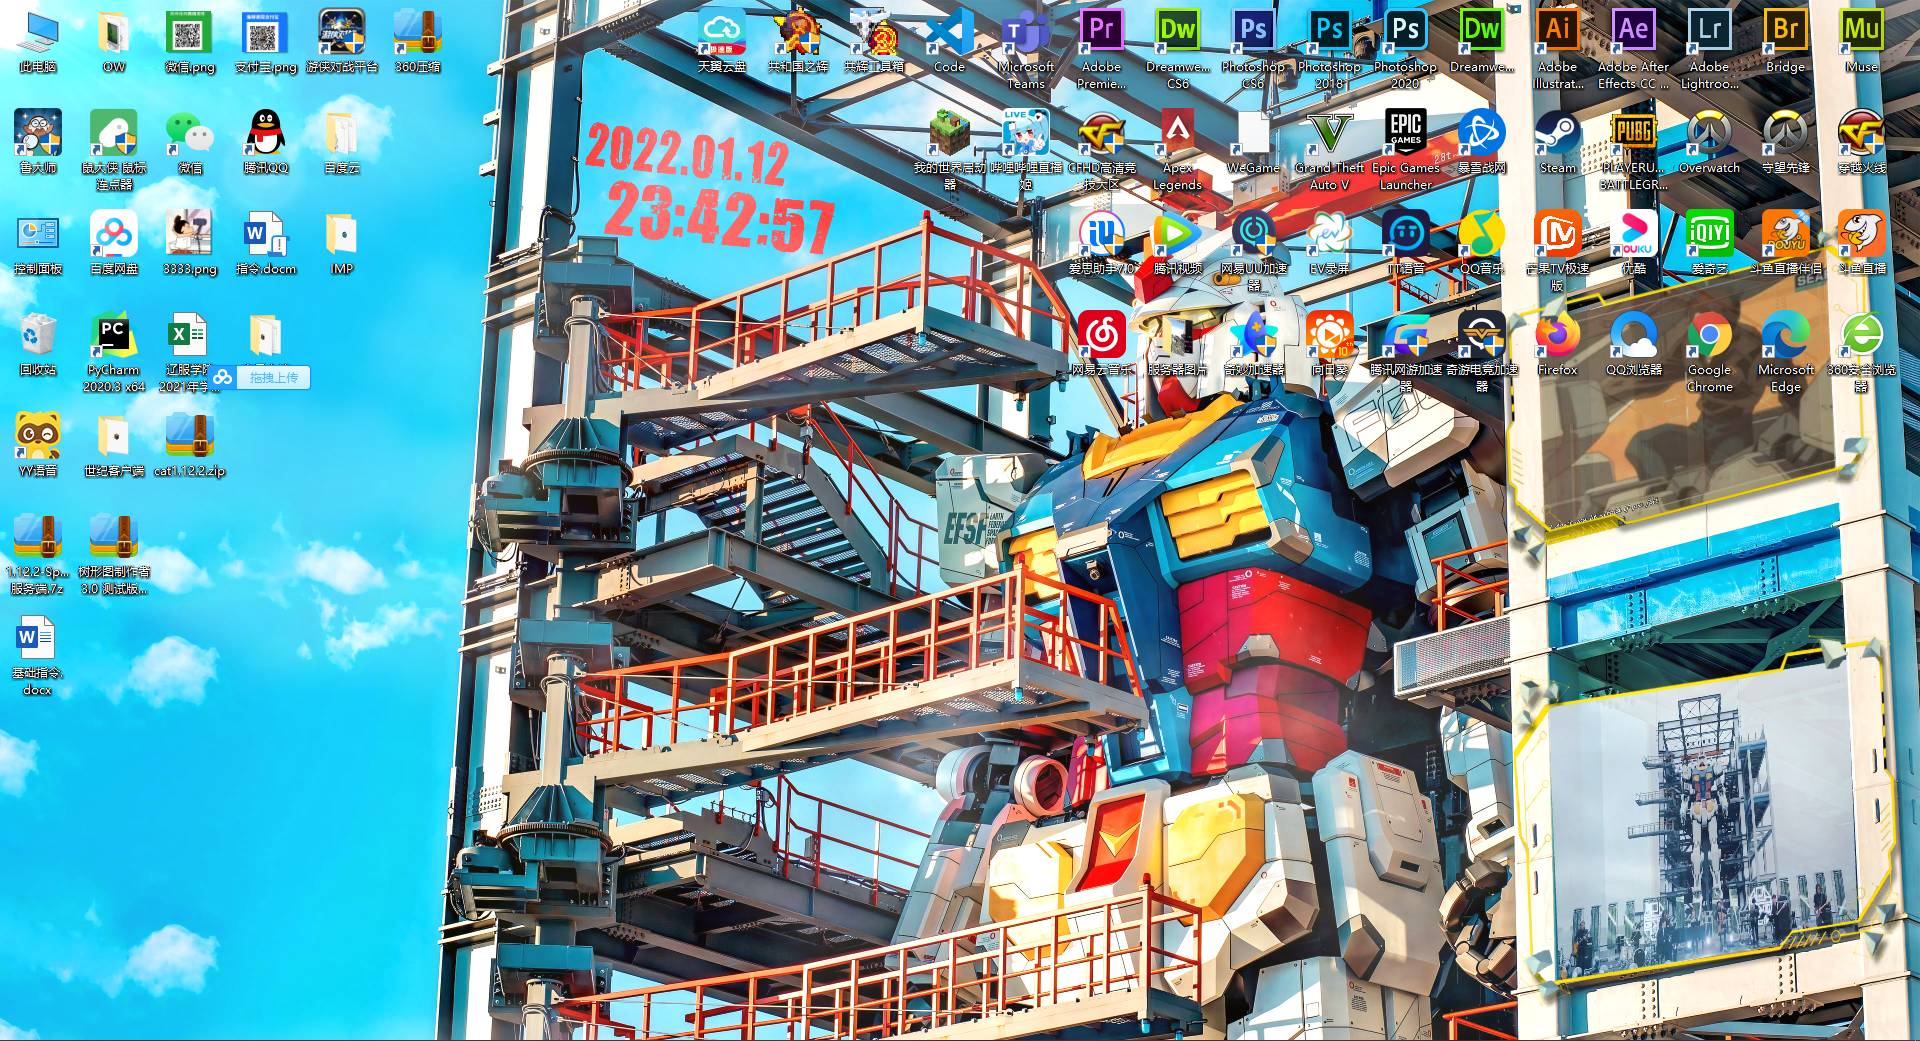 此电脑
OW
微信.png
支付宝.png
游侠对战平台
360压缩
天翼云盘
共和国之辉
共辉工具箱
Code
Microsoft
Teams
Adobe
Premie...
Dreamwe...
CS6
Photoshop
CS6
Photoshop
2018
Photoshop
2020
Dreamwe...
Adobe
Illustrat...
Adobe After
Effects CC ...
Adobe
Lightroo...
Bridge
Muse
鲁大师
鼠大侠 鼠标
连点器
微信
腾讯QQ
百度云
2022.01.12
23:42:57
我的世界启动
器
哔哩哔哩直播
姬
CFHD高清竞
技大区
Apex
Legends
WeGame
Grand Theft
Auto V
Epic Games
Launcher
暴雪战网
Steam
PLAYERU...
BATTLEGR...
Overwatch
守望先锋
穿越火线
控制面板
百度网盘
3333.png
指令.docm
IMP
爱思助手7.0
腾讯视频
网易UU加速
器
EV录屏
TT语音
QQ音乐
芒果TV极速
版
优酷
爱奇艺
斗鱼直播伴侣
斗鱼直播
回收站
PyCharm
2020.3 x64
辽服学院
2021年学...
拖拽上传
网易云音乐
服务器图片
奇妙加速器
向日葵
腾讯网游加速
器
奇游电竞加速
器
Firefox
QQ浏览器
Google
Chrome
Microsoft
Edge
360安全浏览
器
YY语音
世纪客户端
cat1.12.2.zip
EFSF
1.12.2-Sp...
服务端.7z
树形图制作者
3.0 测试版...
基础指令.
docx